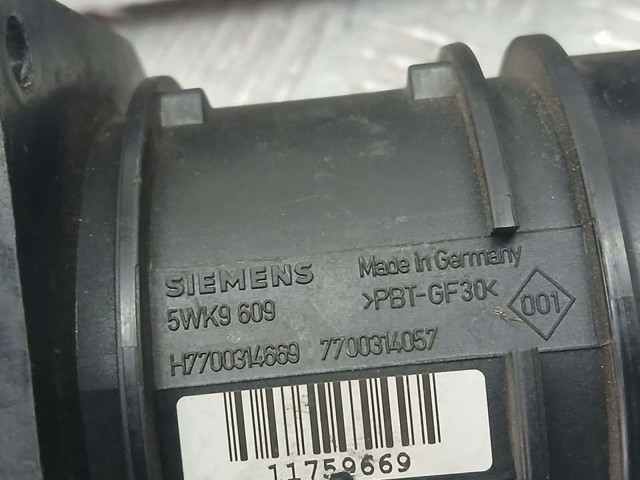 SIEMENS Made in Germany
5WK9 609 >PBT-GF30< 001
H7700314669 7700314057
11759669